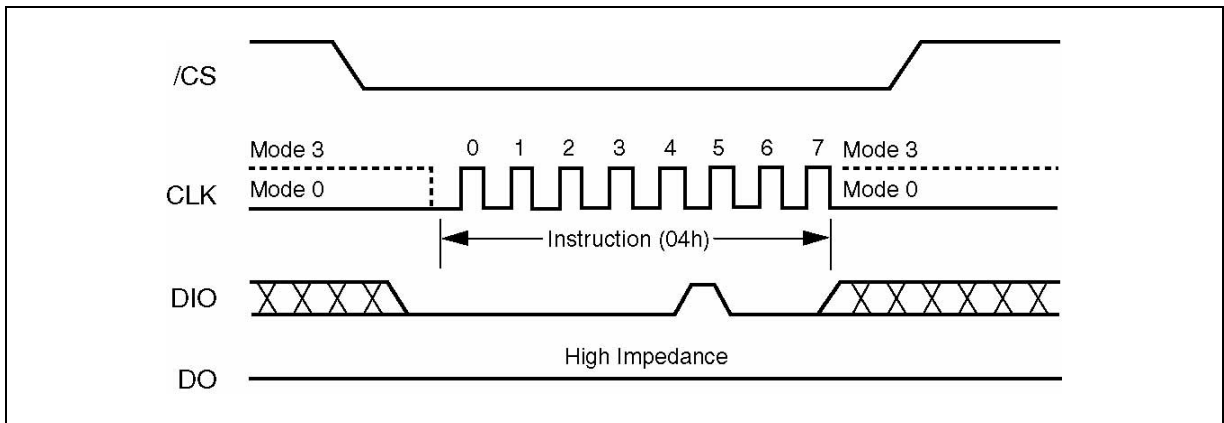 /CS
Mode 3 0 1 2 3 4 5 6 7 Mode 3
CLK Mode 0 Mode 0
Instruction (04h)
DIO
High Impedance
DO